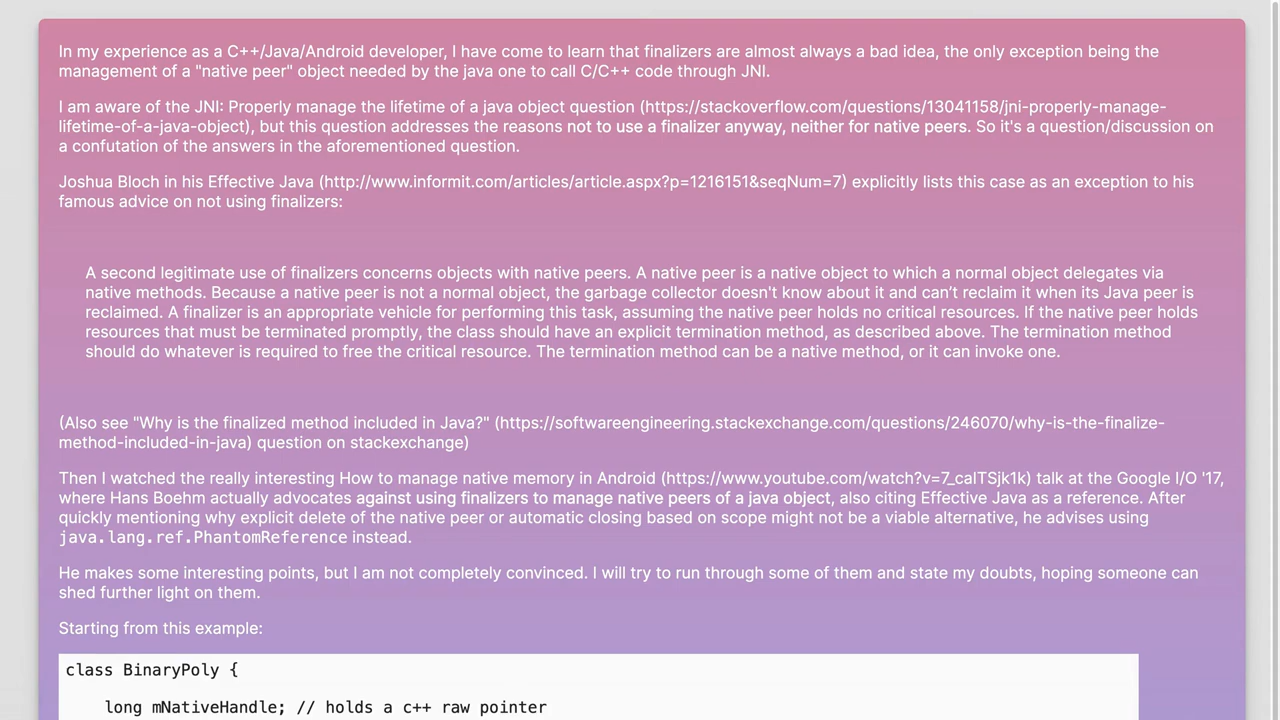 In my experience as a C++/Java/Android developer, I have come to learn that finalizers are almost always a bad idea, the only exception being the
management of a "native peer" object needed by the java one to call C/C++ code through JNI.
I am aware of the JNI: Properly manage the lifetime of a java object question (https://stackoverflow.com/questions/13041158/jni-properly-manage-
lifetime-of-a-java-object), but this question addresses the reasons not to use a finalizer anyway, neither for native peers. So it's a question/discussion on
a confutation of the answers in the aforementioned question.
Joshua Bloch in his Effective Java (http://www.informit.com/articles/article.aspx?p=1216151&seqNum=7) explicitly lists this case as an exception to his
famous advice on not using finalizers:
A second legitimate use of finalizers concerns objects with native peers. A native peer is a native object to which a normal object delegates via
native methods. Because a native peer is not a normal object, the garbage collector doesn't know about it and can’t reclaim it when its Java peer is
reclaimed. A finalizer is an appropriate vehicle for performing this task, assuming the native peer holds no critical resources. If the native peer holds
resources that must be terminated promptly, the class should have an explicit termination method, as described above. The termination method
should do whatever is required to free the critical resource. The termination method can be a native method, or it can invoke one.
(Also see "Why is the finalized method included in Java?" (https://softwareengineering.stackexchange.com/questions/246070/why-is-the-finalize-
method-included-in-java) question on stackexchange)
Then I watched the really interesting How to manage native memory in Android (https://www.youtube.com/watch?v=7_caITSjk1k) talk at the Google I/O '17,
where Hans Boehm actually advocates against using finalizers to manage native peers of a java object, also citing Effective Java as a reference. After
quickly mentioning why explicit delete of the native peer or automatic closing based on scope might not be a viable alternative, he advises using
java.lang.ref.PhantomReference instead.
He makes some interesting points, but I am not completely convinced. I will try to run through some of them and state my doubts, hoping someone can
shed further light on them.
Starting from this example:
class BinaryPoly {
long mNativeHandle; // holds a c++ raw pointer